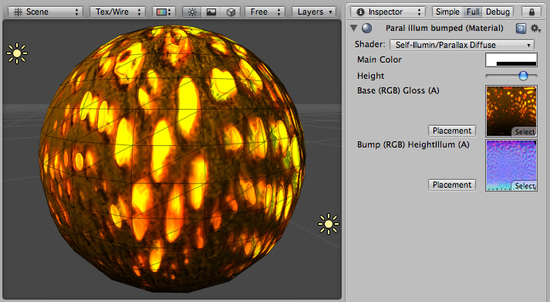 Scene Tex/Wire Free Layers
Inspector Simple Full Debug
Paral illum bumped (Material)
Shader: Self-Illumin/Parallax Diffuse
Main Color
Height
Base (RGB) Gloss (A)
Placement Select
Bump (RGB) HeightIllum (A)
Placement Select